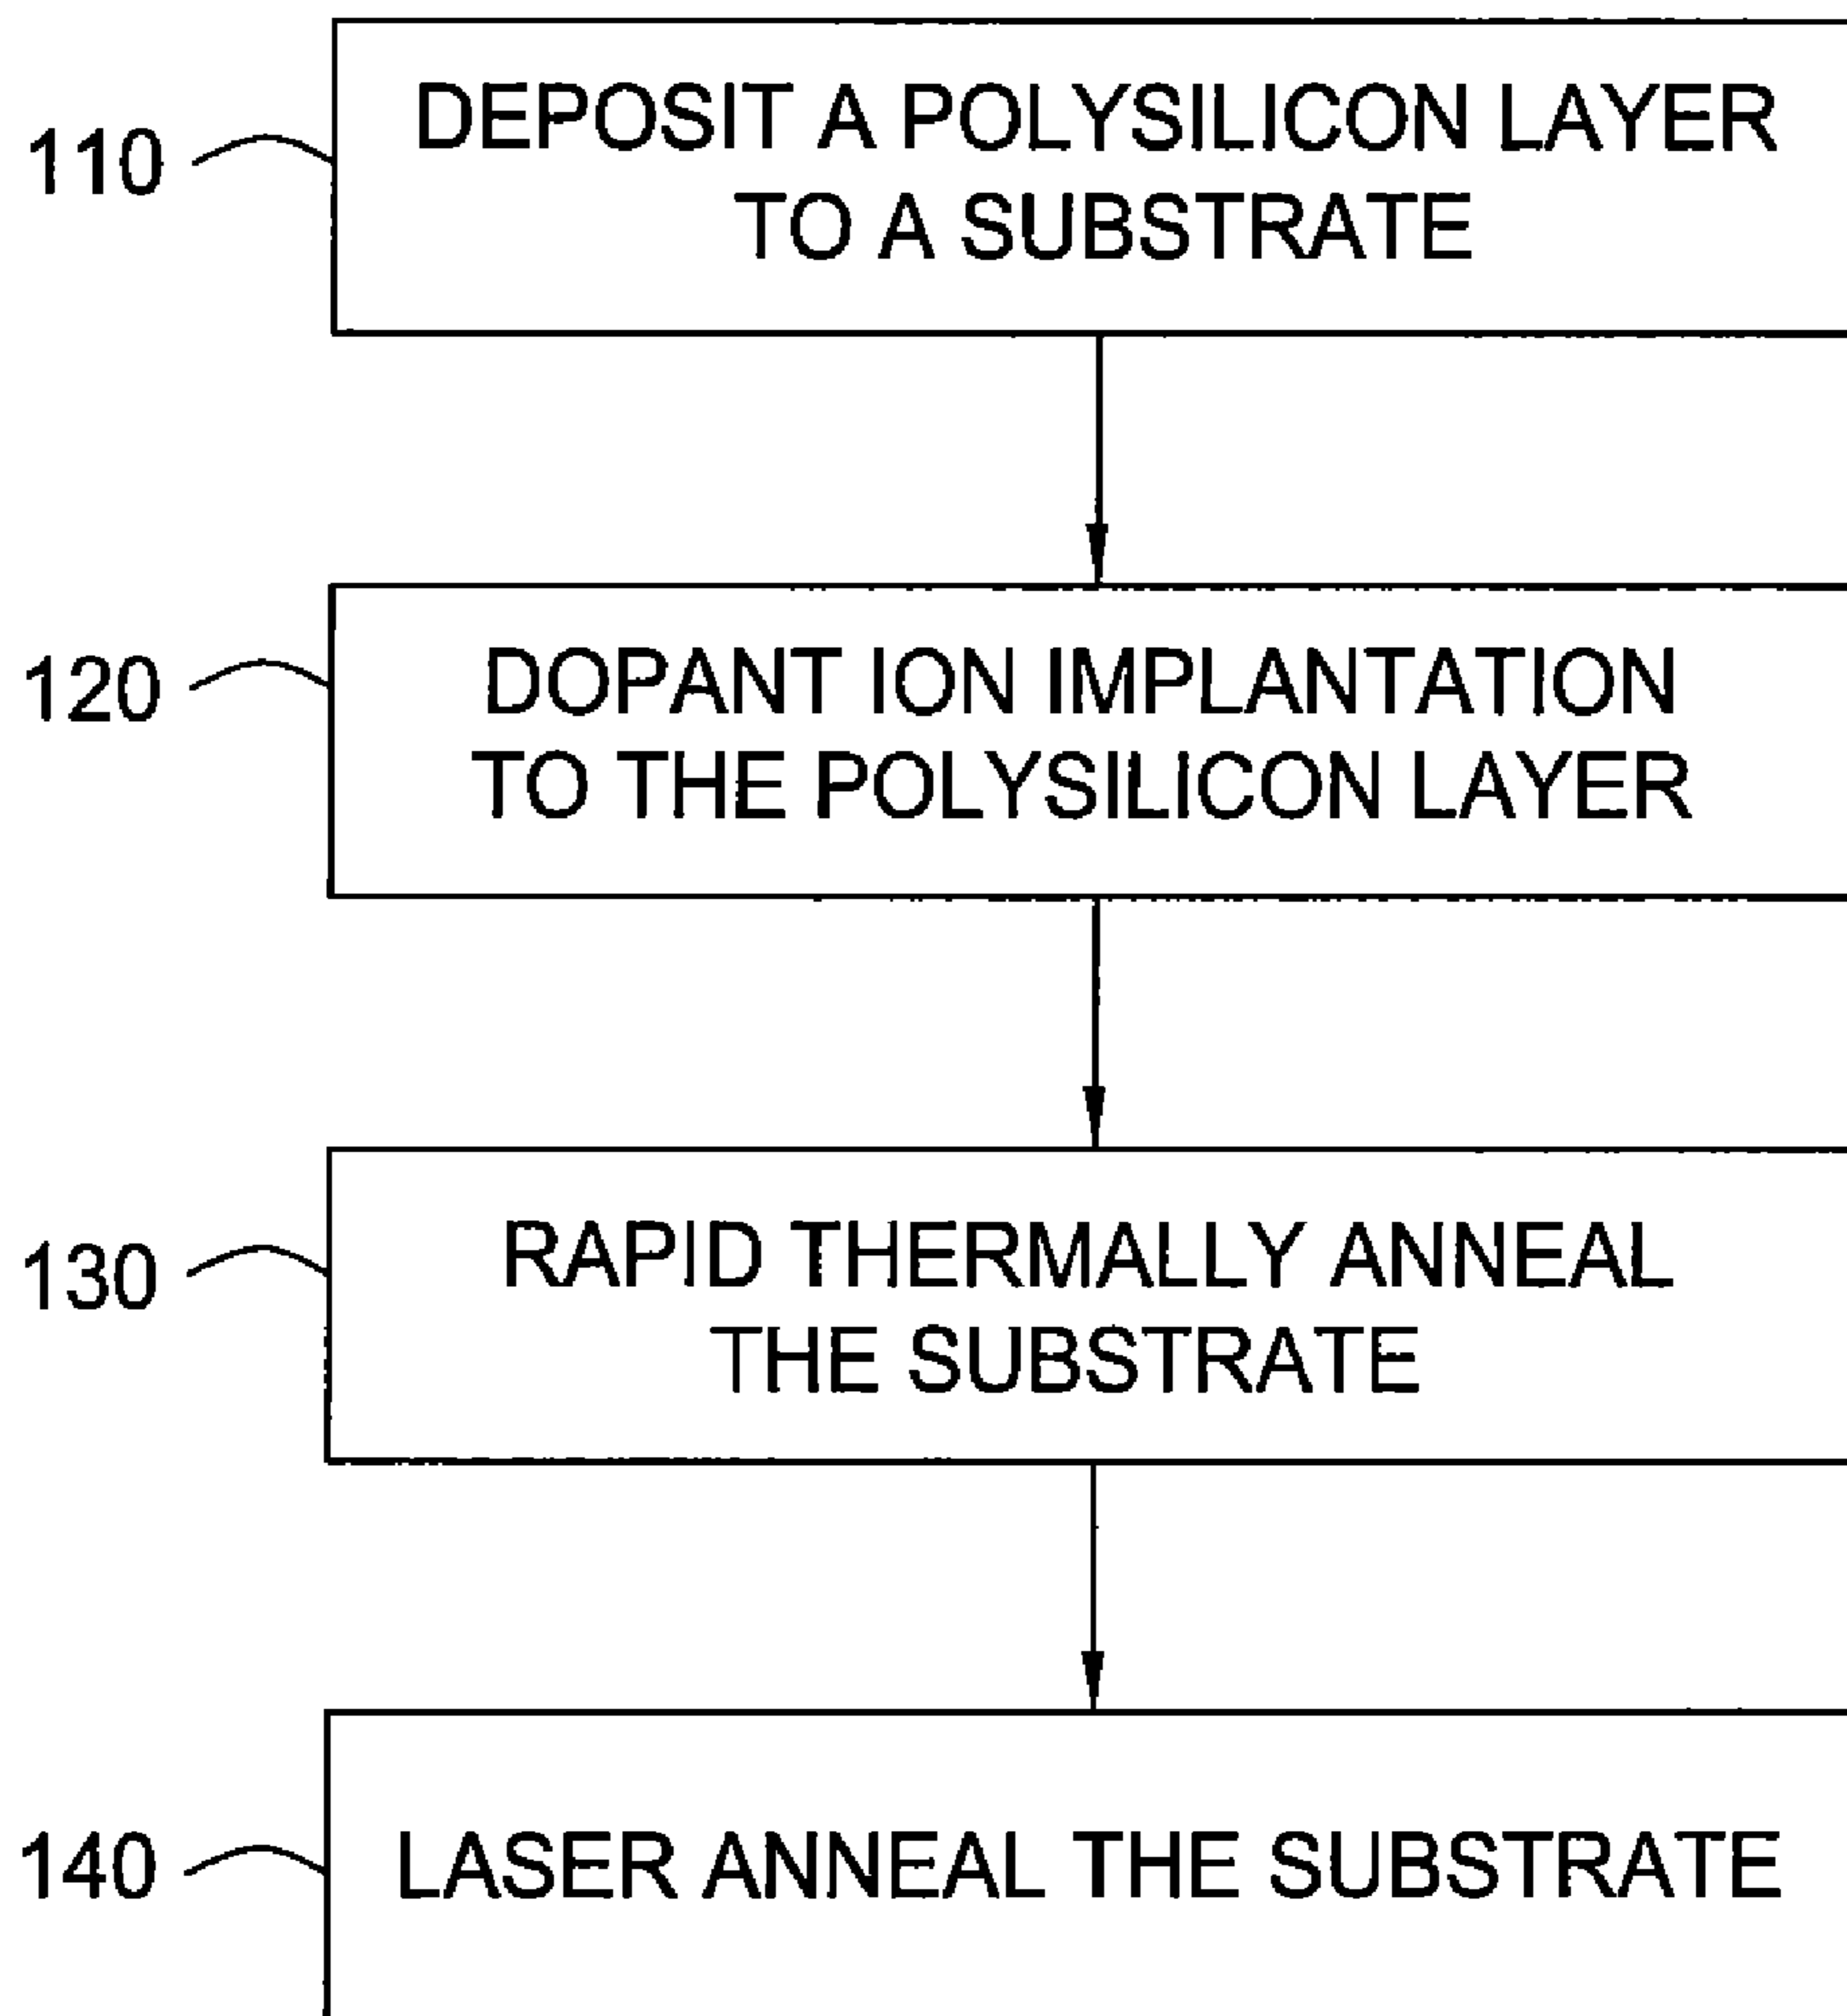 110
DEPOSIT A POLYSILICON LAYER
TO A SUBSTRATE
120
DOPANT ION IMPLANTATION
TO THE POLYSILICON LAYER
130
RAPID THERMALLY ANNEAL
THE SUBSTRATE
140
LASER ANNEAL THE SUBSTRATE